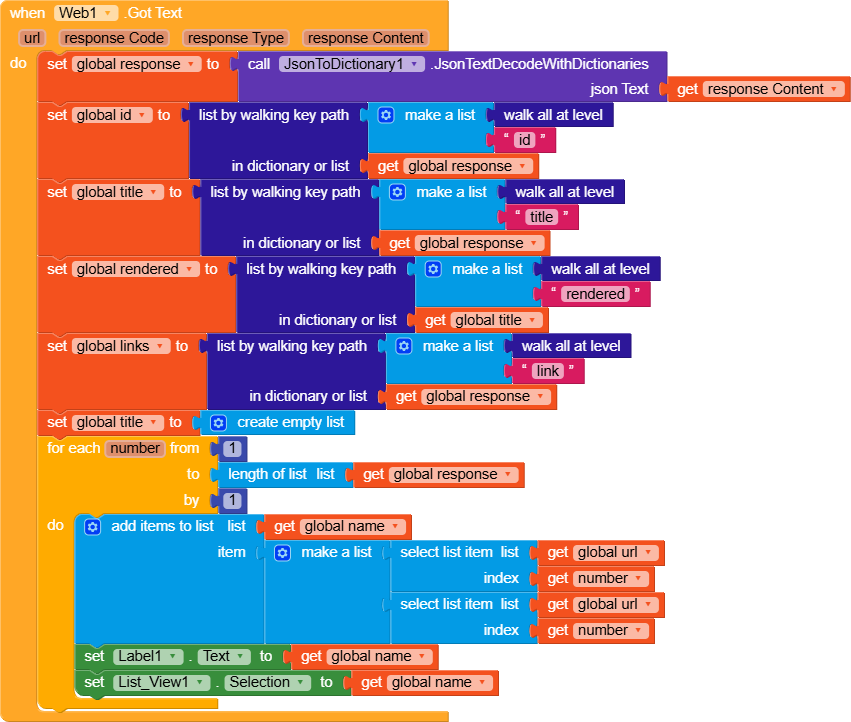 when Web1 .Got Text
url response Code response Type response Content
do set global response to call JsonToDictionary1 .JsonTextDecodeWithDictionaries
json Text get response Content
set global id to list by walking key path make a list walk all at level
“ id ”
in dictionary or list get global response
set global title to list by walking key path make a list walk all at level
“ title ”
in dictionary or list get global response
set global rendered to list by walking key path make a list walk all at level
“ rendered ”
in dictionary or list get global title
set global links to list by walking key path make a list walk all at level
“ link ”
in dictionary or list get global response
set global title to create empty list
for each number from 1
to length of list list get global response
by 1
do add items to list list get global name
item make a list select list item list get global url
index get number
select list item list get global url
index get number
set Label1 . Text to get global name
set List_View1 . Selection to get global name